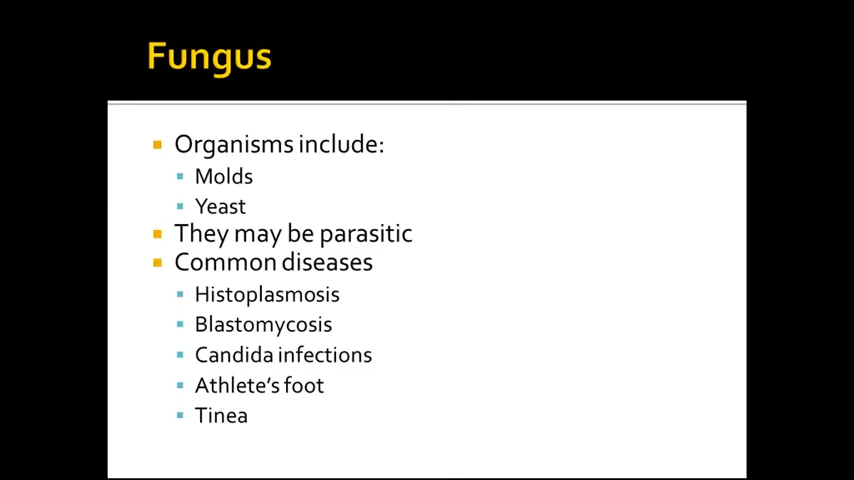 Fungus
Organisms include:
Molds
Yeast
They may be parasitic
Common diseases
Histoplasmosis
Blastomycosis
Candida infections
Athlete's foot
Tinea